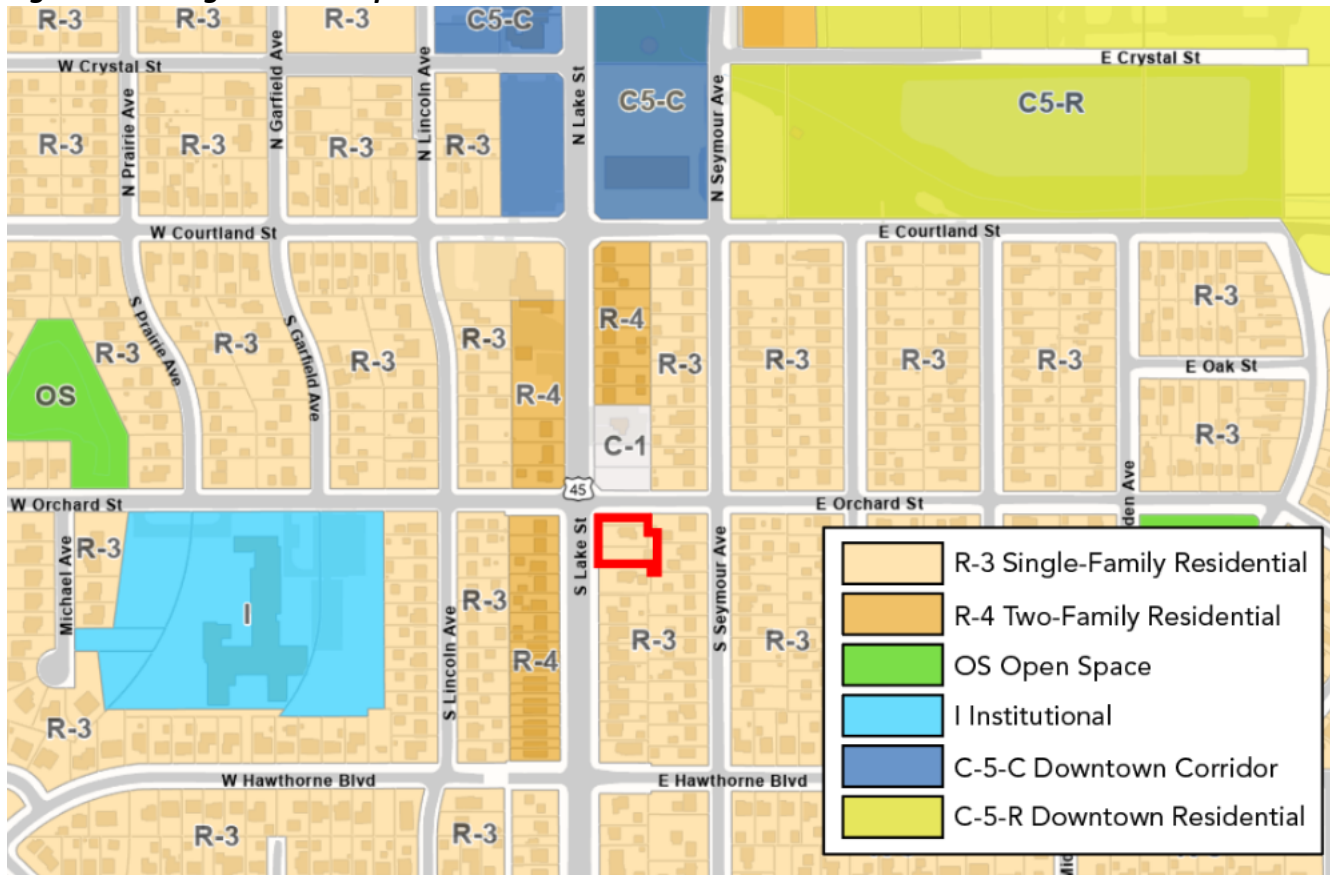 R-3
R-3
R-3
C5-C
W Crystal St
E Crystal St
N Prairie Ave
N Garfield Ave
N Lincoln Ave
N Lake St
N Seymour Ave
C5-C
C5-R
R-3
R-3
R-3
R-3
W Courtland St
E Courtland St
S Prairie Ave
S Garfield Ave
R-3
R-3
R-3
R-3
R-4
R-4
R-3
R-3
R-3
R-3
R-3
E Oak St
R-3
OS
C-1
45
W Orchard St
E Orchard St
Michael Ave
R-3
I
S Lincoln Ave
R-3
R-4
S Lake St
R-3
S Seymour Ave
R-3
R-3
W Hawthorne Blvd
E Hawthorne Blvd
R-3
R-3
R-3 Single-Family Residential
R-4 Two-Family Residential
OS Open Space
I Institutional
C-5-C Downtown Corridor
C-5-R Downtown Residential